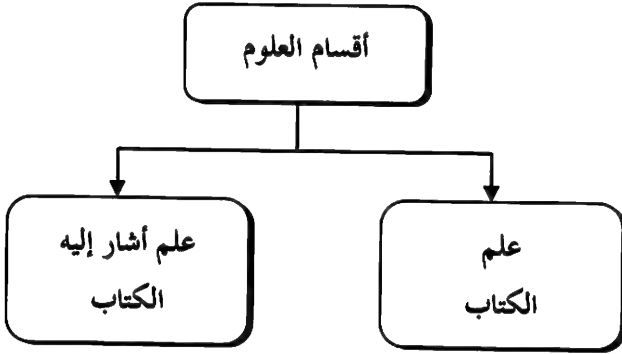 أقسام العلوم
علم
الكتاب
علم أشار إليه
الكتاب